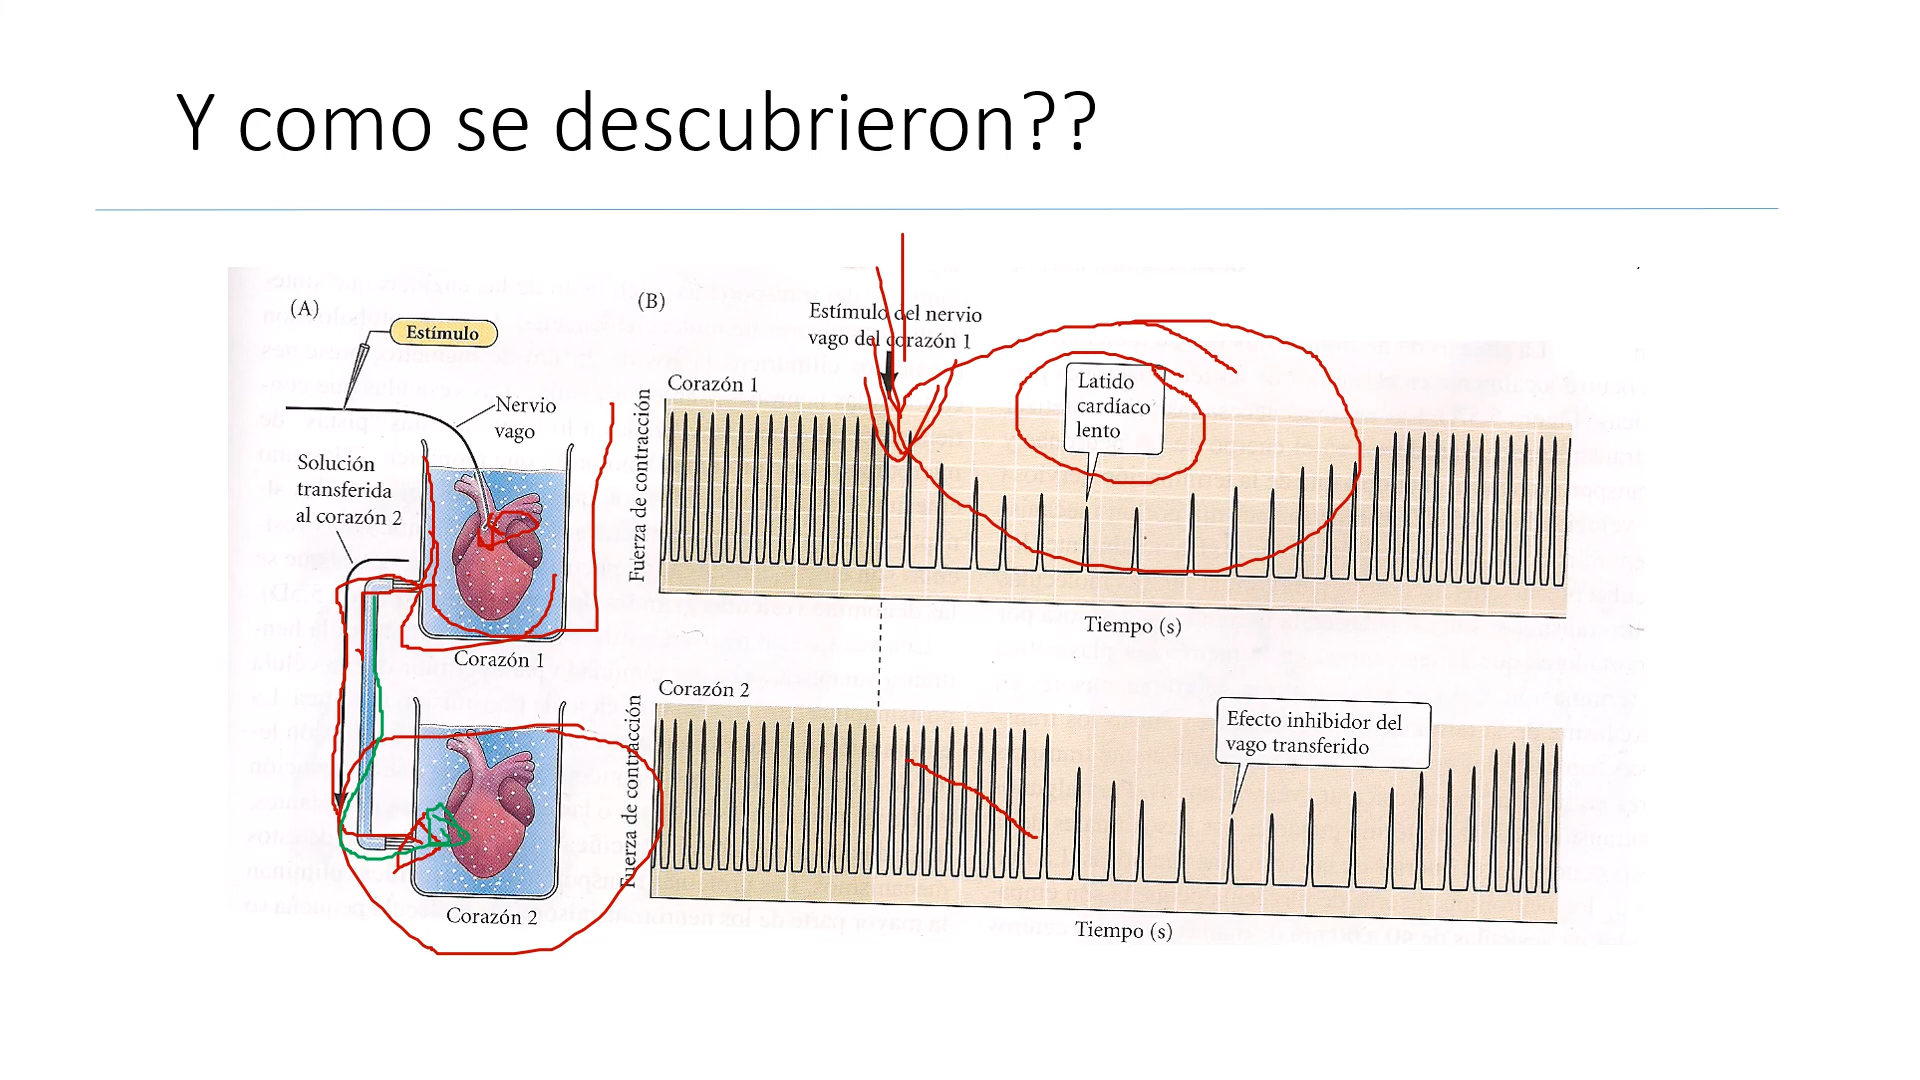 Y como se descubrieron??
(A)
Estímulo
Nervio
vago
Solución
transferida
al corazón 2
Corazón 1
Corazón 2
(B)
Estímulo del nervio
vago del corazón 1
Corazón 1
Latido
cardíaco
lento
Fuerza de contracción
Tiempo (s)
Corazón 2
Efecto inhibidor del
vago transferido
Fuerza de contracción
Tiempo (s)